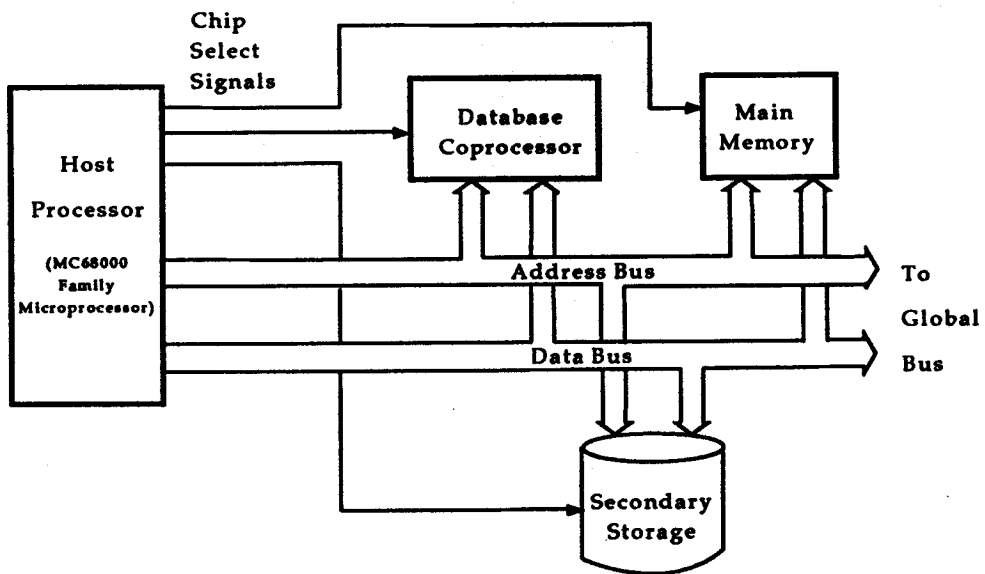 Chip
Select
Signals
Host
Processor
(MC68000
Family
Microprocessor)
Database
Coprocessor
Main
Memory
Address Bus
Data Bus
To
Global
Bus
Secondary
Storage